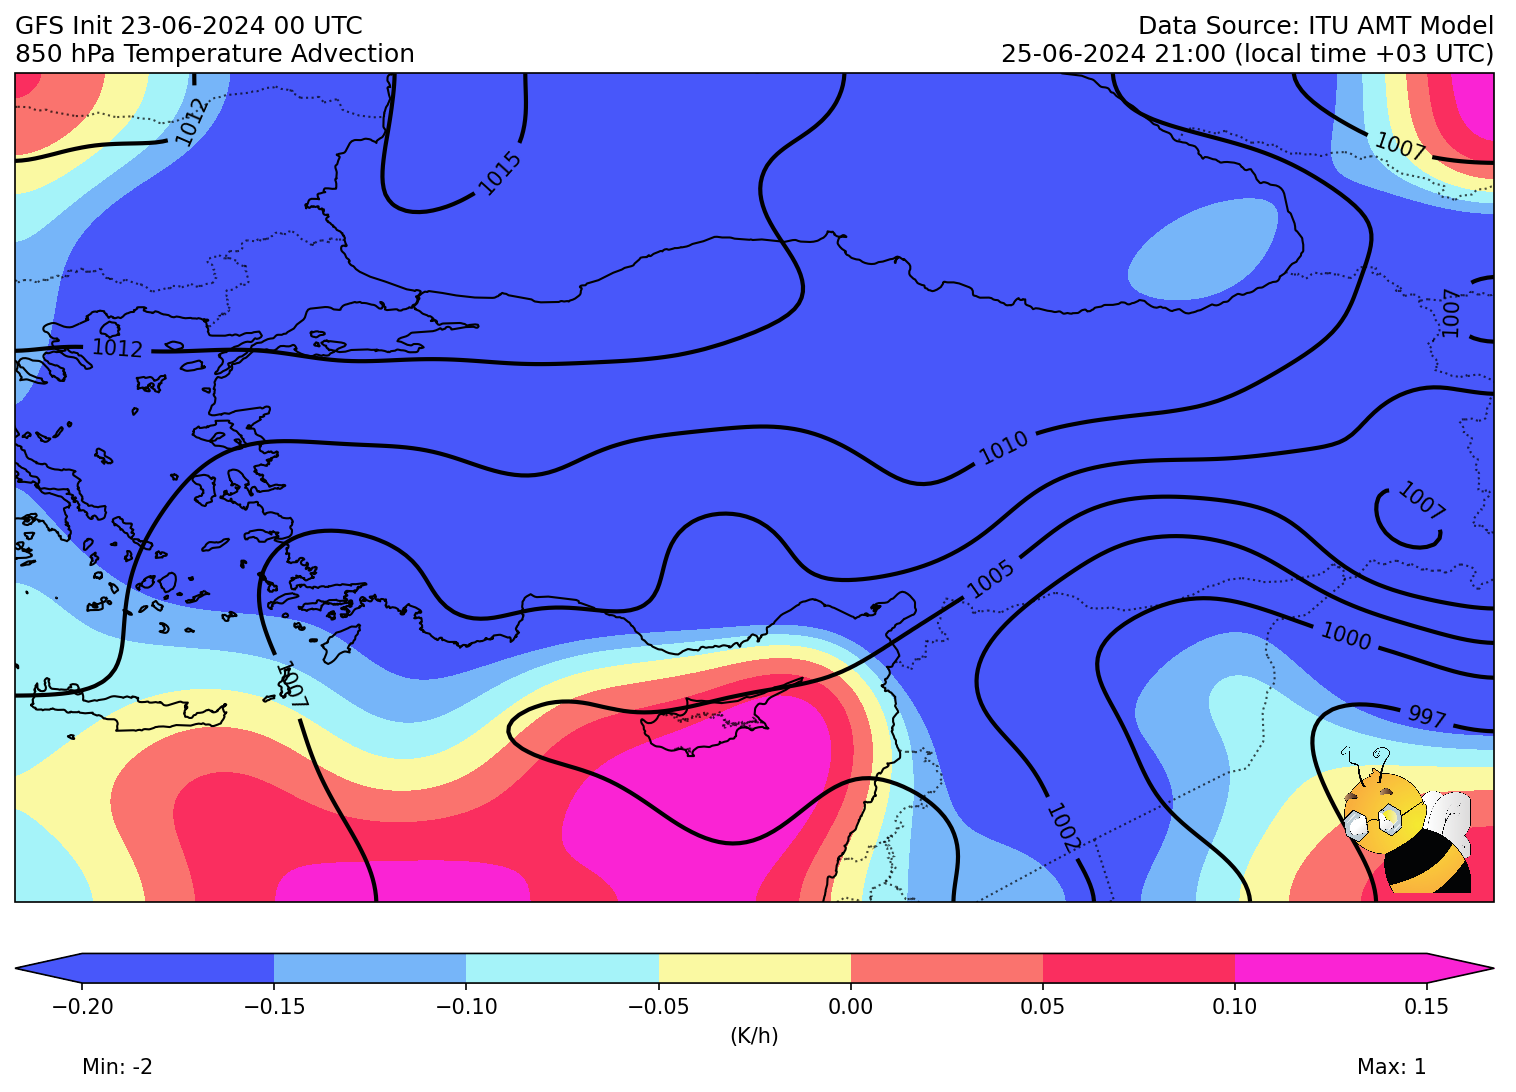 GFS Init 23-06-2024 00 UTC
Data Source: ITU AMT Model
850 hPa Temperature Advection
25-06-2024 21:00 (local time +03 UTC)
1012
1015
1007
1007
1012
1010
1007
1005
1000
1007
997
1002
−0.20
−0.15
−0.10
−0.05
0.00
0.05
0.10
0.15
(K/h)
Min: -2
Max: 1